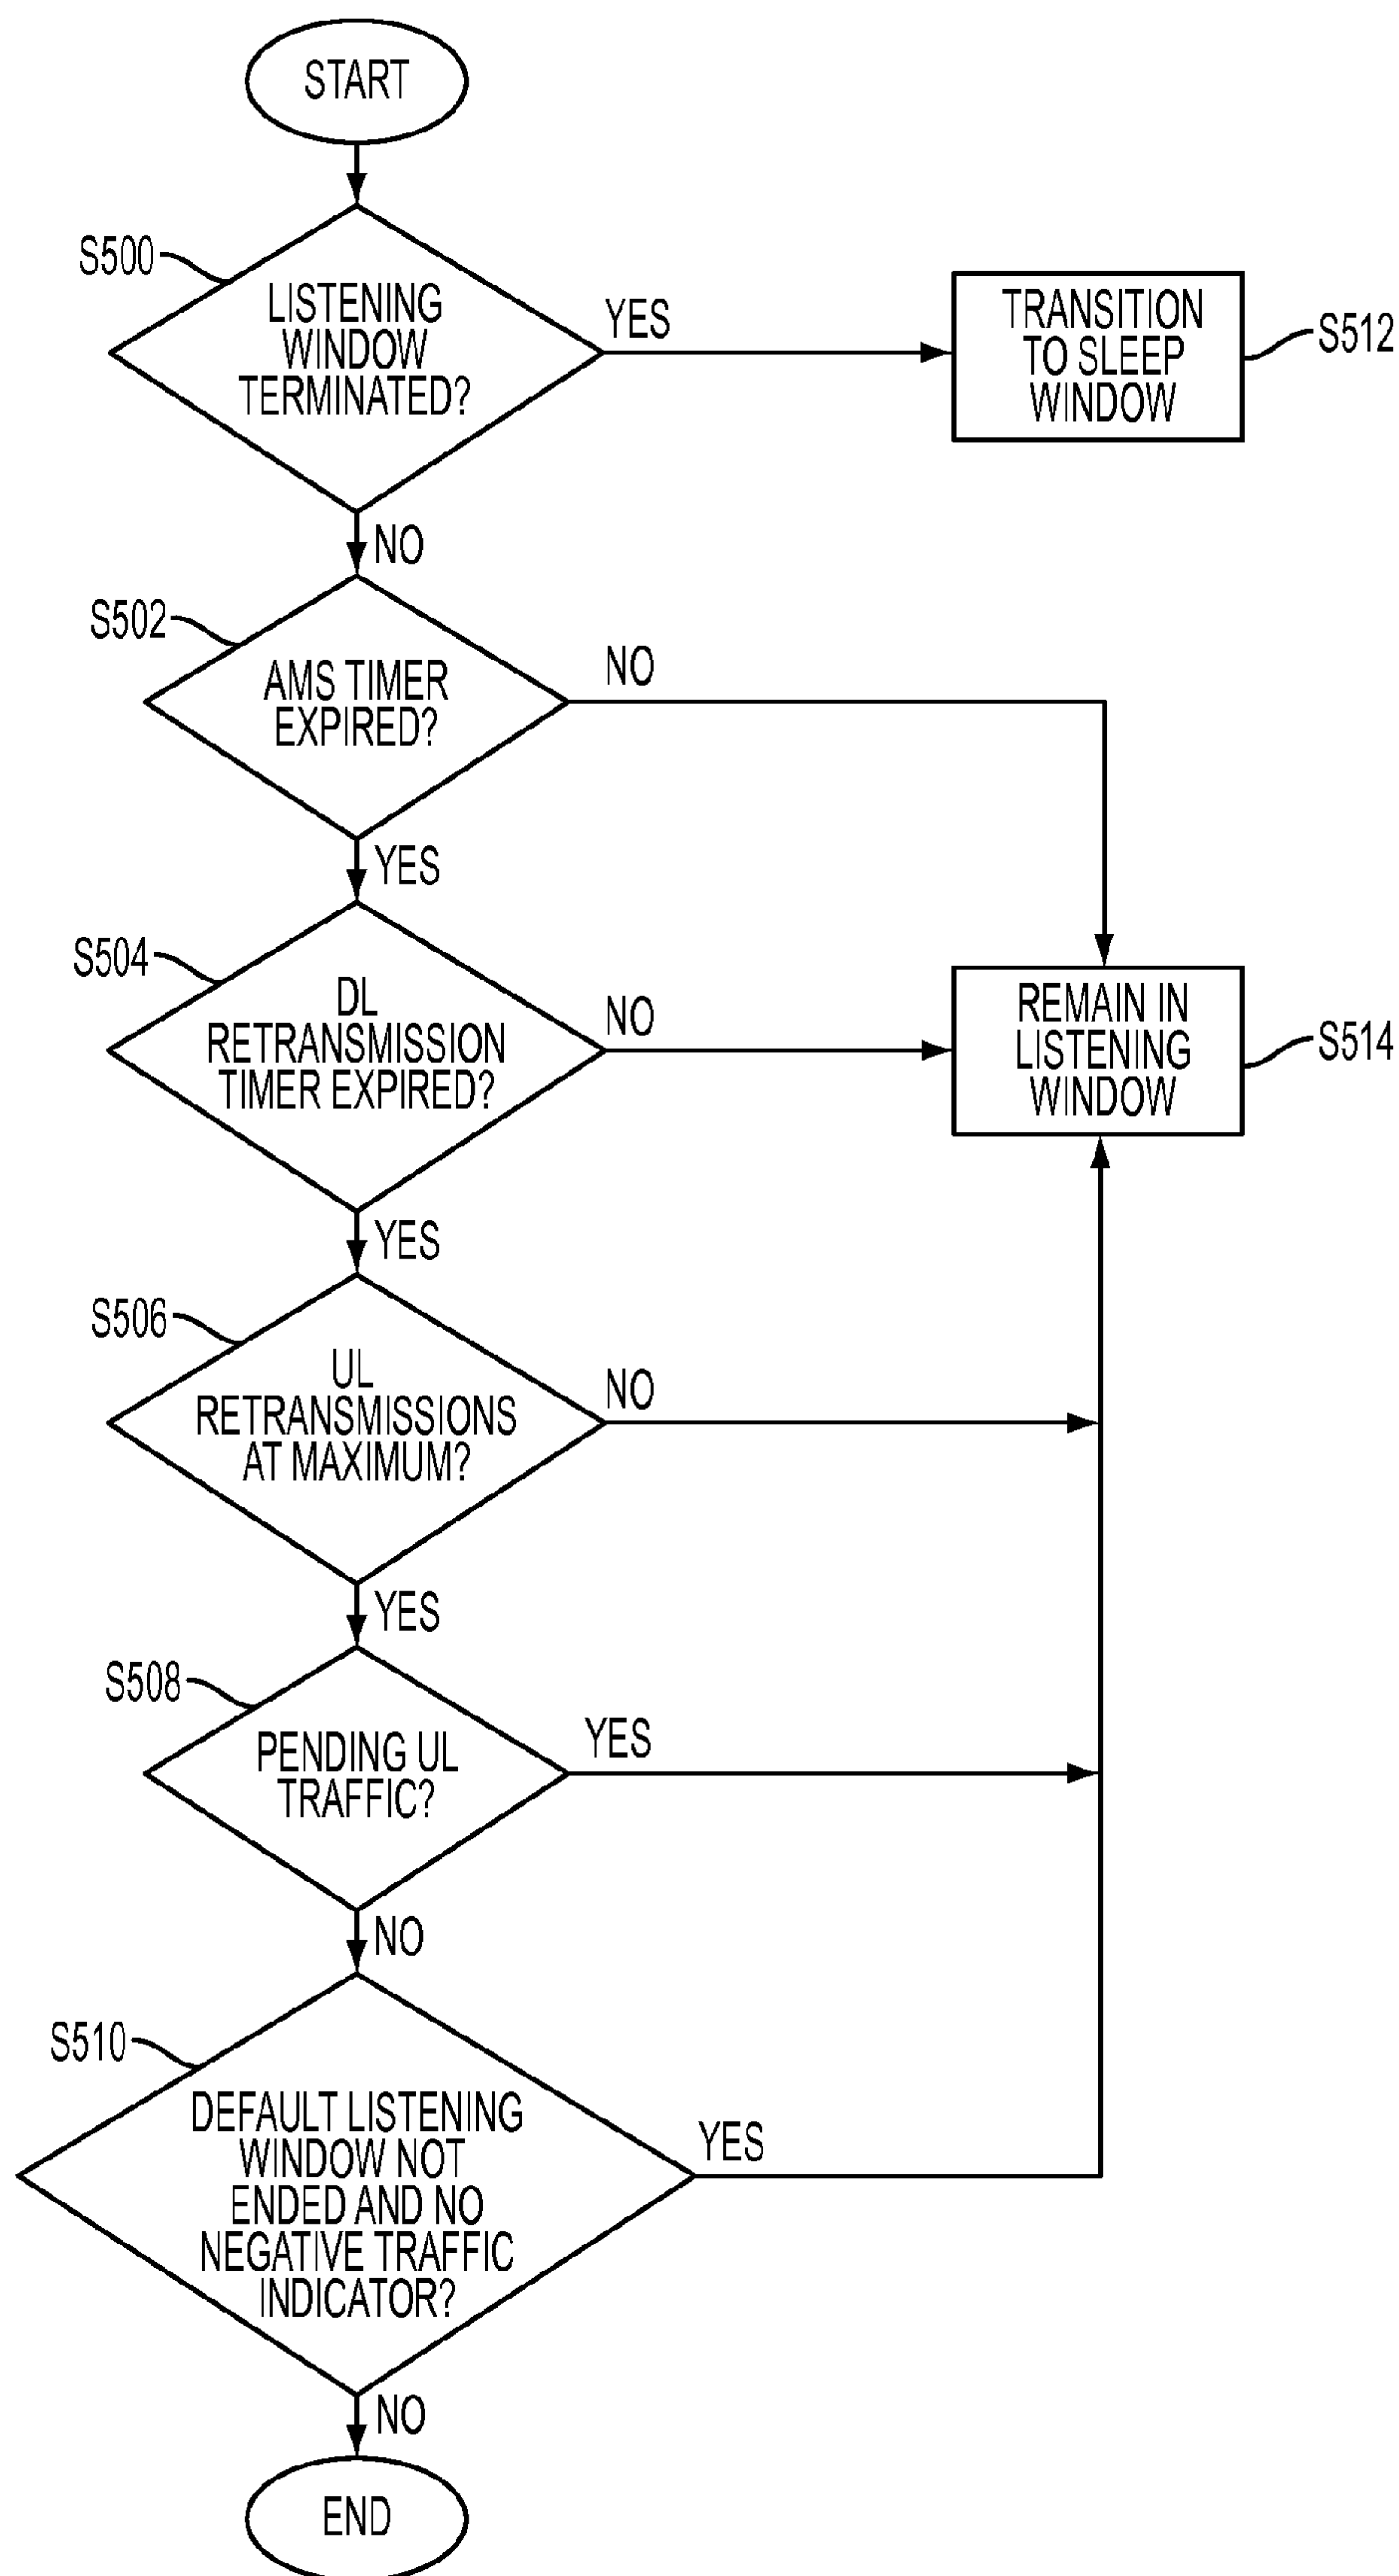 START
S500
LISTENING
WINDOW
TERMINATED?
YES
TRANSITION
TO SLEEP
WINDOW
S512
NO
S502
AMS TIMER
EXPIRED?
NO
YES
S504
DL
RETRANSMISSION
TIMER EXPIRED?
NO
REMAIN IN
LISTENING
WINDOW
S514
YES
S506
UL
RETRANSMISSIONS
AT MAXIMUM?
NO
YES
S508
PENDING UL
TRAFFIC?
YES
NO
S510
DEFAULT LISTENING
WINDOW NOT
ENDED AND NO
NEGATIVE TRAFFIC
INDICATOR?
YES
NO
END